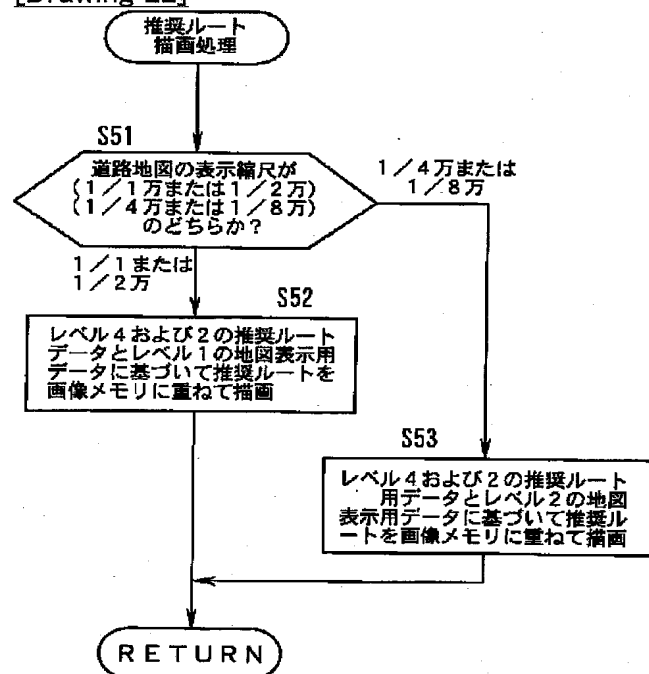 推奨ルート
描画処理
S51
道路地図の表示縮尺が
(1/1万または1/2万)
(1/4万または1/8万)
のどちらか?
1/4万または
1/8万
1/1または
1/2万
S52
レベル4および2の推奨ルート
データとレベル1の地図表示用
データに基づいて推奨ルートを
画像メモリに重ねて描画
S53
レベル4および2の推奨ルート
用データとレベル2の地図
表示用データに基づいて推奨ル
ートを画像メモリに重ねて描画
RETURN